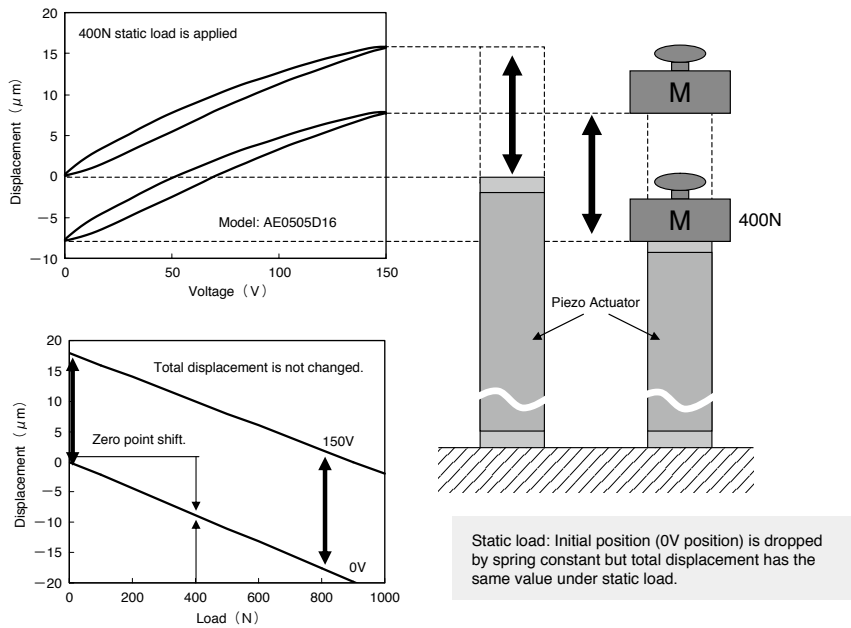 400N static load is applied
Displacement（μm）
20
15
10
5
0
−5
−10
Model: AE0505D16
0
50
100
150
Voltage（V）
M
M
400N
Piezo Actuator
Total displacement is not changed.
Displacement（μm）
20
15
10
5
0
−5
−10
−15
−20
Zero point shift.
150V
0V
0
200
400
600
800
1000
Load（N）
Static load: Initial position (0V position) is dropped
by spring constant but total displacement has the
same value under static load.